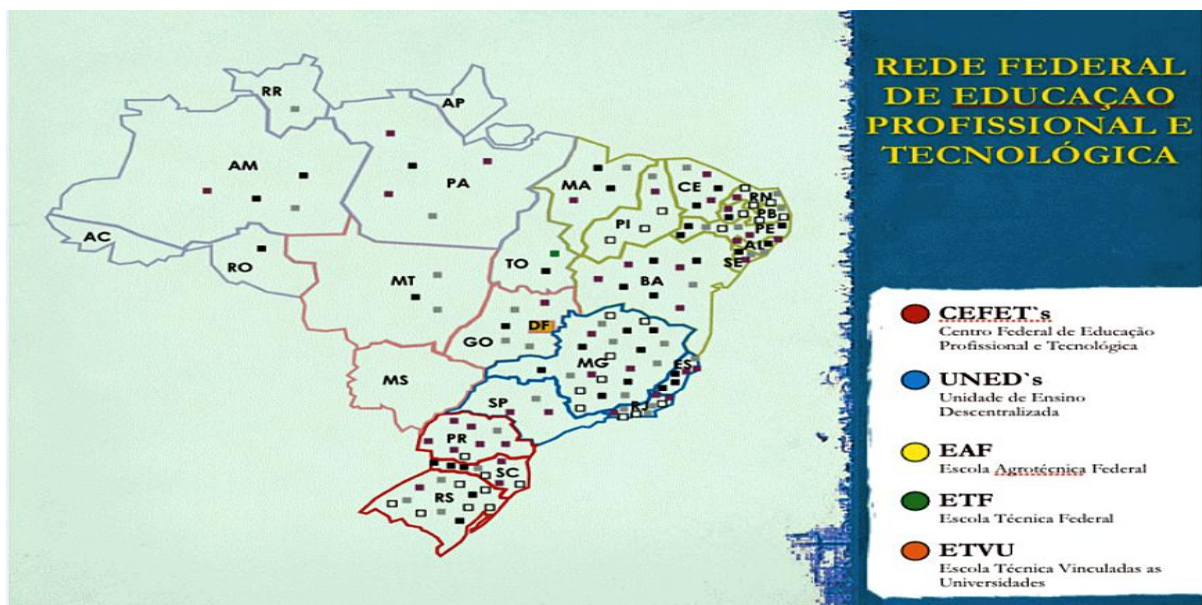 REDE FEDERAL
DE EDUCAÇAO
PROFISSIONAL E
TECNOLÓGICA
RR
AP
AM
PA
MA
CE
RN
PB
PI
PE
AC
AL
TO
SE
RO
MT
BA
DF
GO
MG
ES
MS
SP
RJ
PR
SC
RS
CEFET`s
Centro Federal de Educação
Profissional e Tecnológica
UNED`s
Unidade de Ensino
Descentralizada
EAF
Escola Agrotécnica Federal
ETF
Escola Técnica Federal
ETVU
Escola Técnica Vinculadas as
Universidades